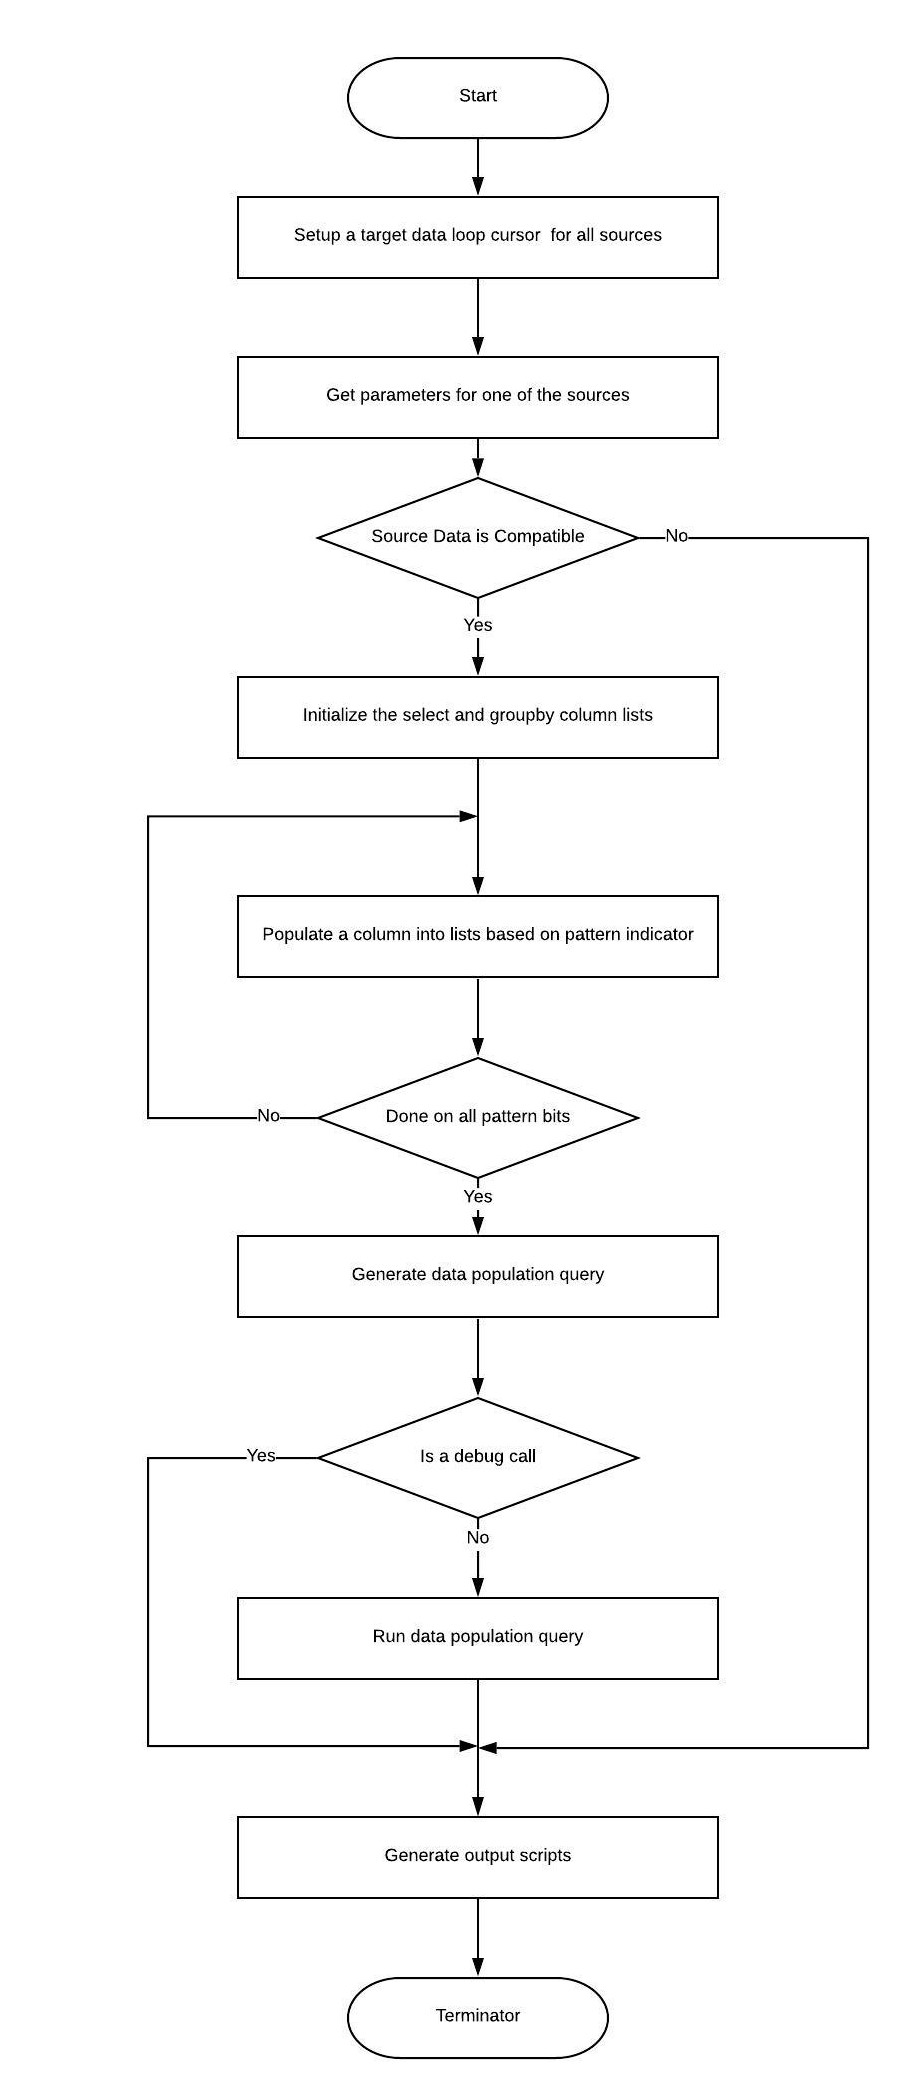 Start
Setup a target data loop cursor  for all sources
Get parameters for one of the sources
Source Data is Compatible
No
Yes
Initialize the select and groupby column lists
Populate a column into lists based on pattern indicator
Done on all pattern bits
No
Yes
Generate data population query
Is a debug call
Yes
No
Run data population query
Generate output scripts
Terminator